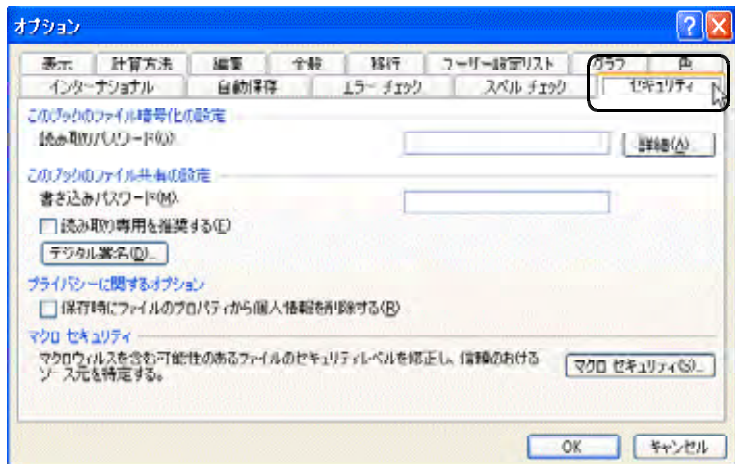 オプション
表示 計算方法 編集 全般 移行 ユーザー設定リスト グラフ 色
インターナショナル 自動保存 エラー チェック スペル チェック セキュリティ
このブックのファイル暗号化の設定
読み取りパスワード(O): 詳細(A)...
このブックのファイル共有の設定
書き込みパスワード(M):
読み取り専用を推奨する(E)
デジタル署名(D)...
プライバシーに関するオプション
保存時にファイルのプロパティから個人情報を削除する(R)
マクロ セキュリティ
マクロウィルスを含む可能性のあるファイルのセキュリティレベルを修正し、信頼のおける
ソース元を特定する。
マクロ セキュリティ(S)...
OK キャンセル